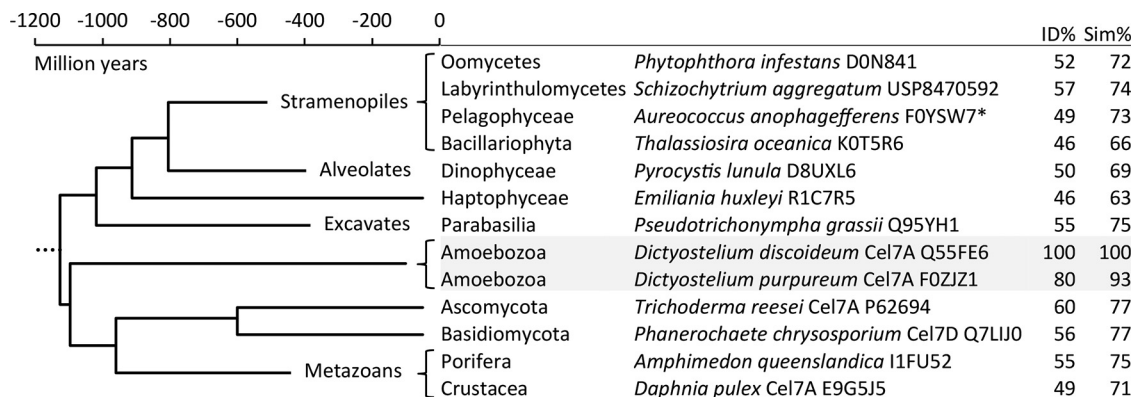 -1200 -1000 -800 -600 -400 -200 0
ID% Sim%
Million years
Oomycetes Phytophthora infestans D0N841 52 72
Labyrinthulomycetes Schizochytrium aggregatum USP8470592 57 74
Stramenopiles
Pelagophyceae Aureococcus anophagefferens F0YSW7* 49 73
Bacillariophyta Thalassiosira oceanica K0T5R6 46 66
Alveolates Dinophyceae Pyrocystis lunula D8UXL6 50 69
Haptophyceae Emiliania huxleyi R1C7R5 46 63
Excavates Parabasilia Pseudotrichonympha grassii Q95YH1 55 75
Amoebozoa Dictyostelium discoideum Cel7A Q55FE6 100 100
Amoebozoa Dictyostelium purpureum Cel7A F0ZJZ1 80 93
Ascomycota Trichoderma reesei Cel7A P62694 60 77
Basidiomycota Phanerochaete chrysosporium Cel7D Q7LIJ0 56 77
Porifera Amphimedon queenslandica I1FU52 55 75
Metazoans
Crustacea Daphnia pulex Cel7A E9G5J5 49 71